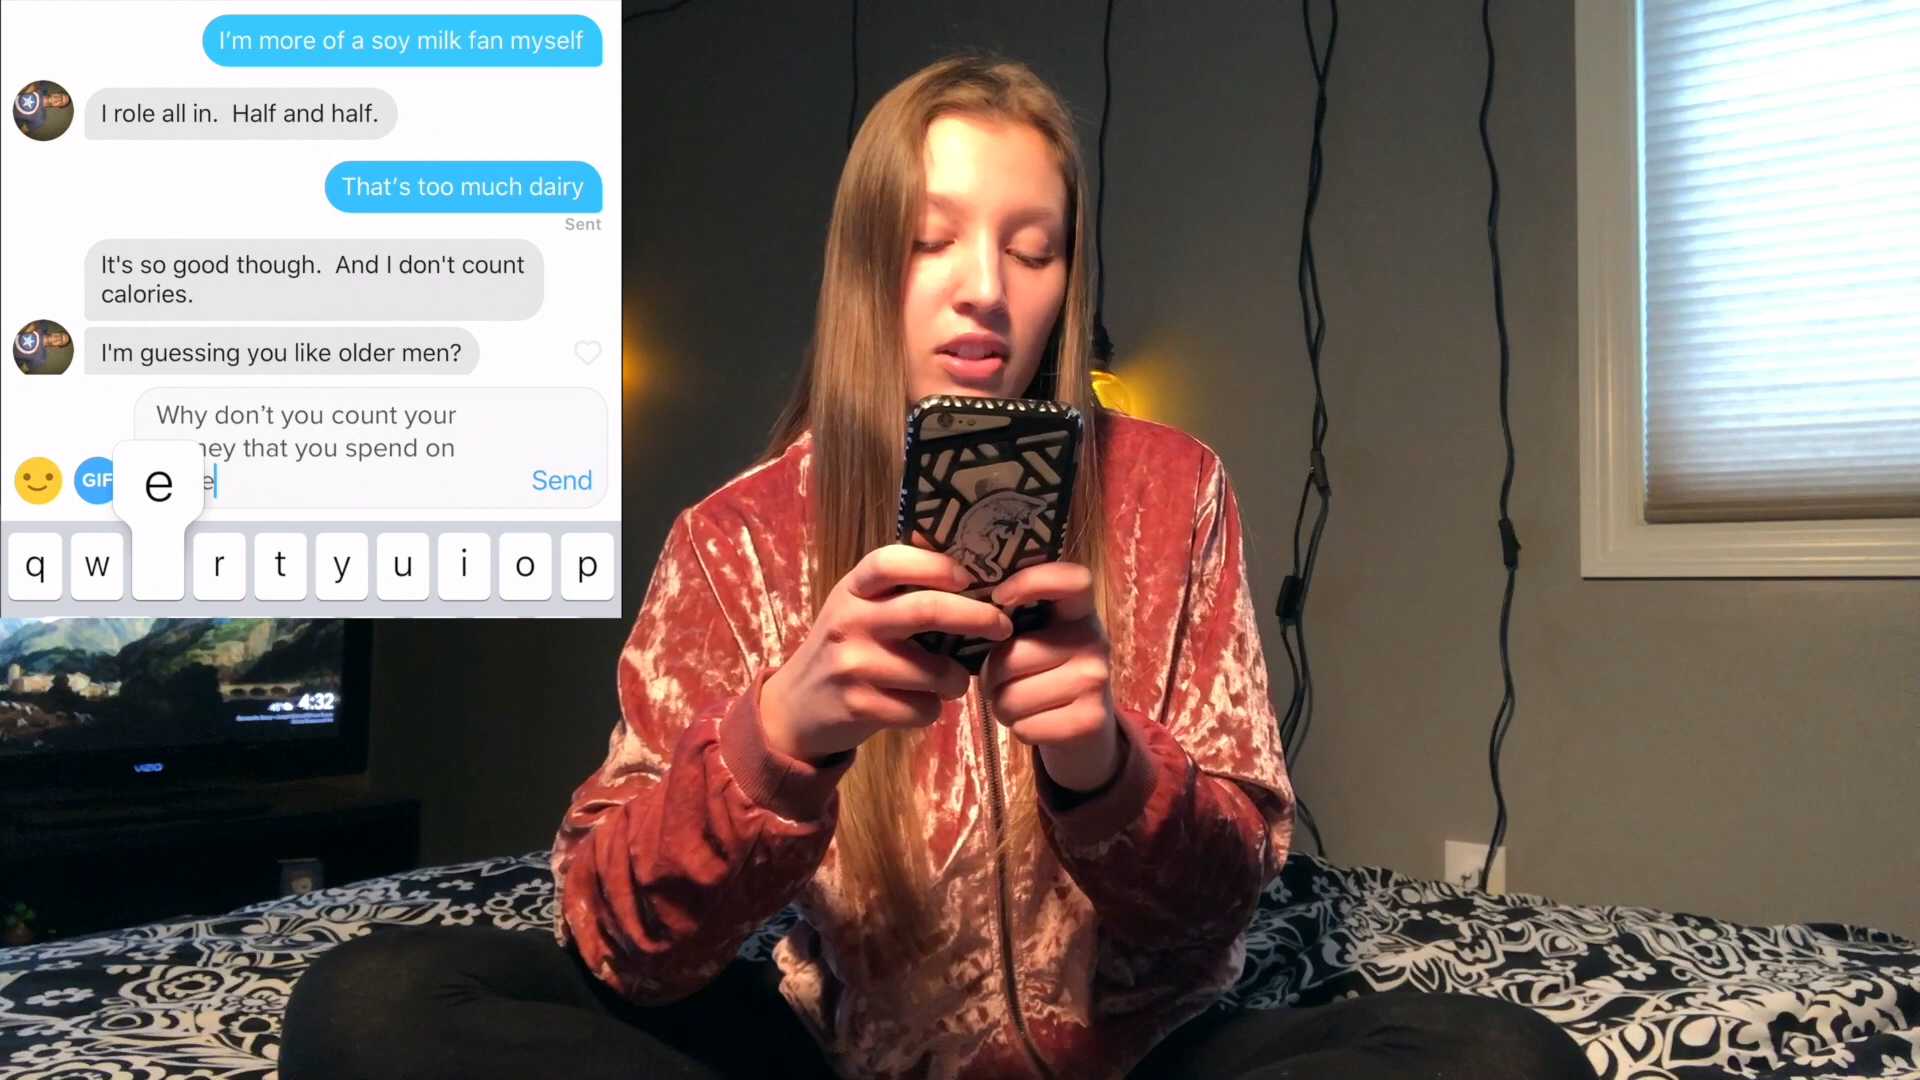 I’m more of a soy milk fan myself
I role all in.  Half and half.
That’s too much dairy
Sent
It's so good though.  And I don't count
calories.
I'm guessing you like older men?
Why don’t you count your
ney that you spend on
e
GIF
e
Send
q w r t y u i o p
4:32
VIZIO